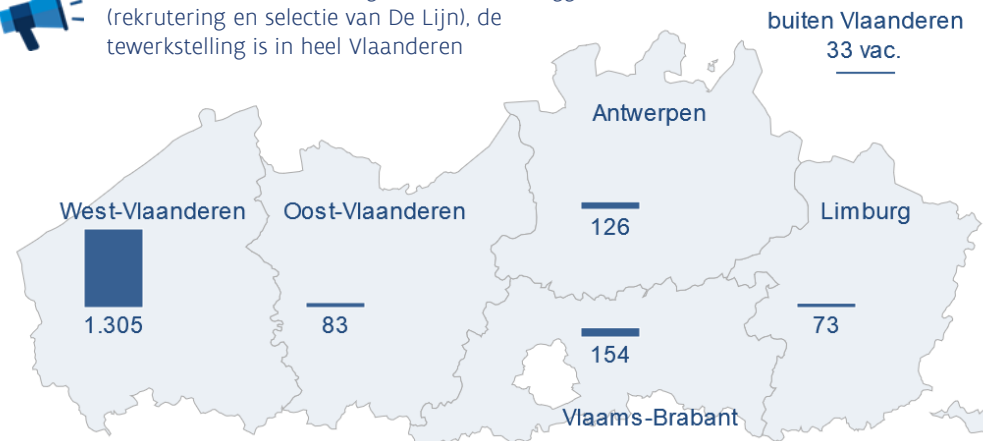 (rekrutering en selectie van De Lijn), de
tewerkstelling is in heel Vlaanderen
buiten Vlaanderen
33 vac.
Antwerpen
126
West-Vlaanderen
1.305
Oost-Vlaanderen
83
Limburg
73
154
Vlaams-Brabant